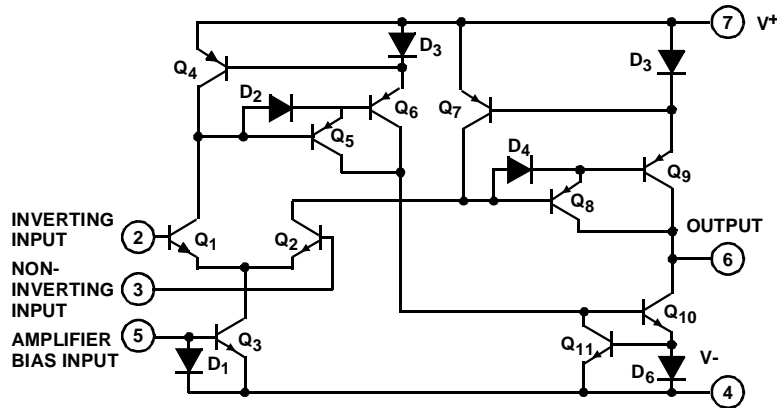 7 V+
D3
D3
Q4
D2
Q6
Q7
Q5
D4
Q9
Q8
INVERTING
INPUT
2
Q1
Q2
OUTPUT
NON-
INVERTING
INPUT
3
6
AMPLIFIER
BIAS INPUT
5
Q3
Q10
Q11
D1
V-
D6
4